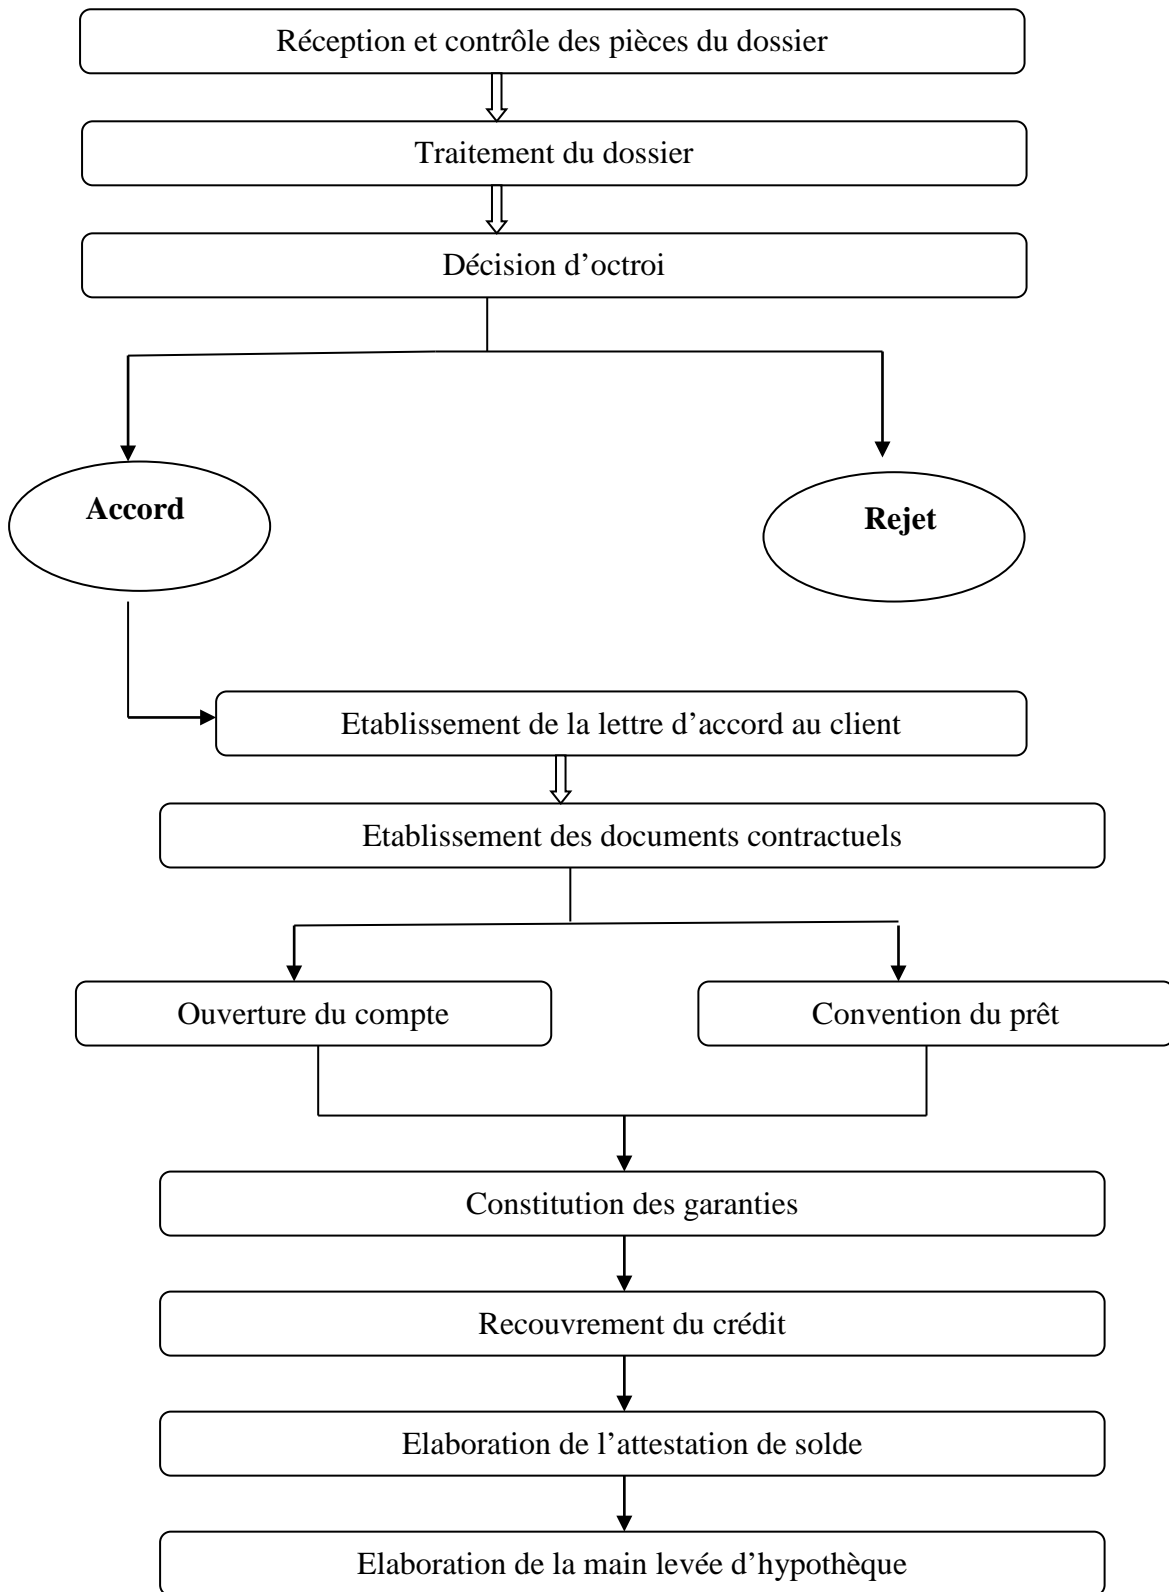 Réception et contrôle des pièces du dossier
Traitement du dossier
Décision d’octroi
Accord
Rejet
Etablissement de la lettre d’accord au client
Etablissement des documents contractuels
Ouverture du compte
Convention du prêt
Constitution des garanties
Recouvrement du crédit
Elaboration de l’attestation de solde
Elaboration de la main levée d’hypothèque